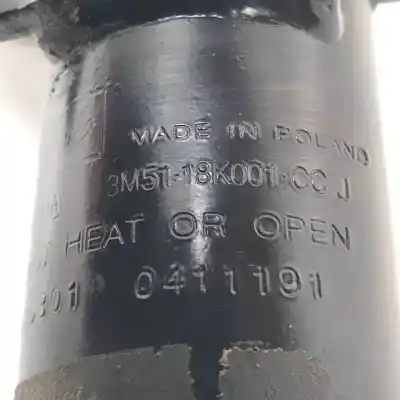 MADE IN POLAND
3M51-18K001-CC J
HEAT OR OPEN
0411191